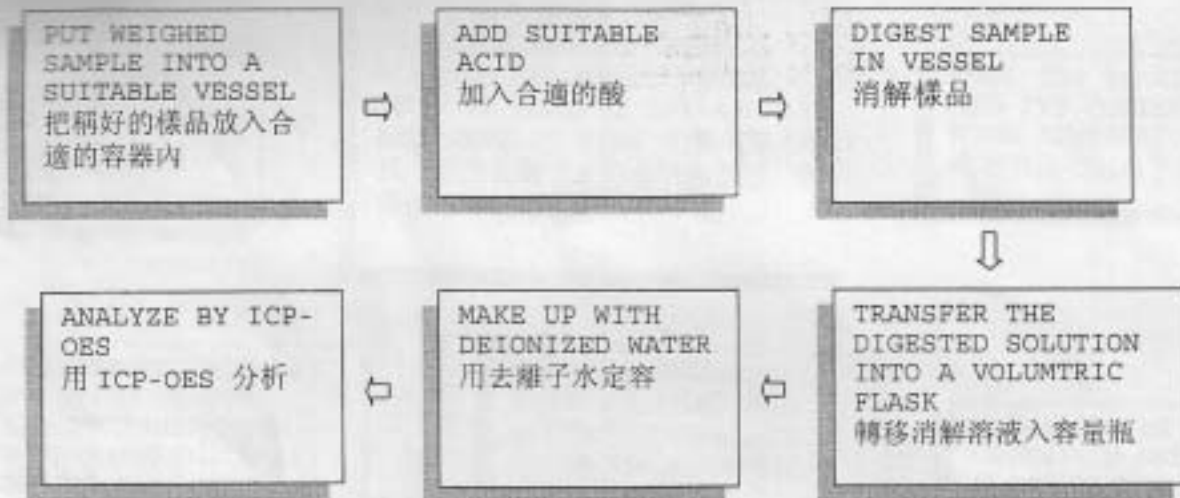 PUT WEIGHED
SAMPLE INTO A
SUITABLE VESSEL
把稱好的樣品放入合
適的容器內
ADD SUITABLE
ACID
加入合適的酸
DIGEST SAMPLE
IN VESSEL
消解樣品
TRANSFER THE
DIGESTED SOLUTION
INTO A VOLUMTRIC
FLASK
轉移消解溶液入容量瓶
MAKE UP WITH
DEIONIZED WATER
用去離子水定容
ANALYZE BY ICP-
OES
用 ICP-OES 分析